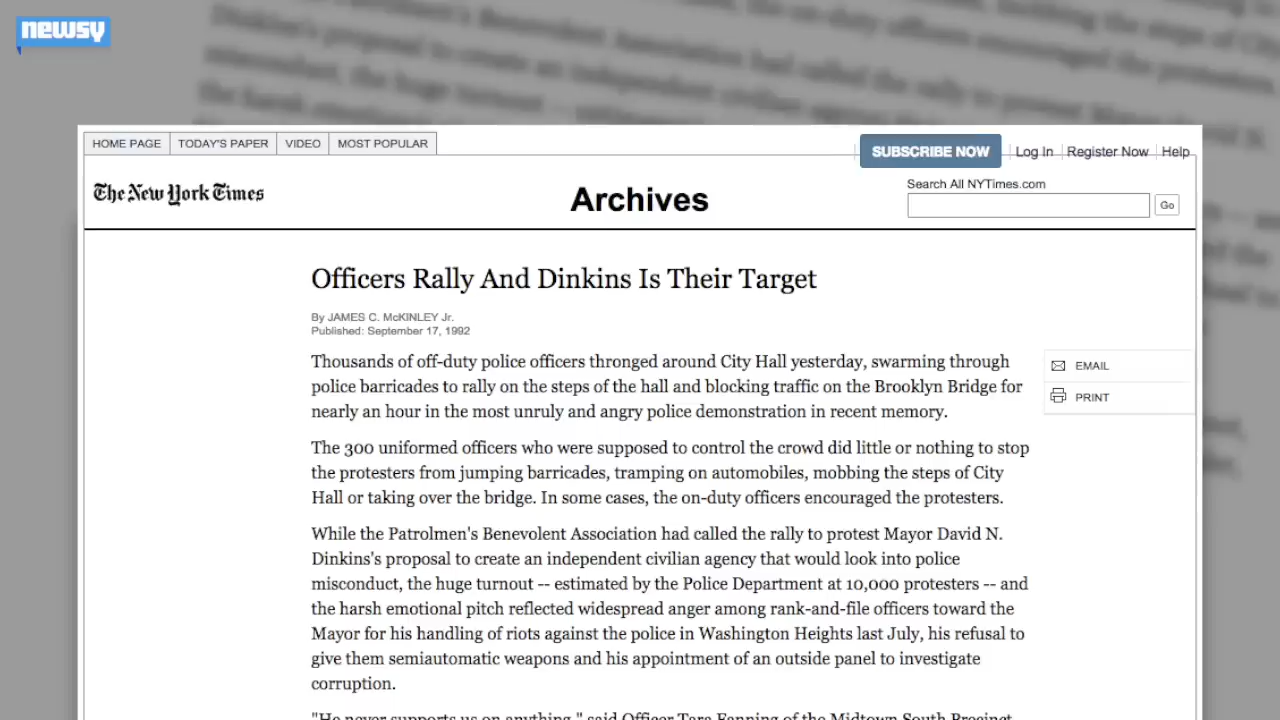 newsy
HOME PAGE TODAY'S PAPER VIDEO MOST POPULAR
SUBSCRIBE NOW Log In Register Now Help
The New York Times
Archives
Search All NYTimes.com
Go
Officers Rally And Dinkins Is Their Target
By JAMES C. McKINLEY Jr.
Published: September 17, 1992
Thousands of off-duty police officers thronged around City Hall yesterday, swarming through
police barricades to rally on the steps of the hall and blocking traffic on the Brooklyn Bridge for
nearly an hour in the most unruly and angry police demonstration in recent memory.
EMAIL
PRINT
The 300 uniformed officers who were supposed to control the crowd did little or nothing to stop
the protesters from jumping barricades, tramping on automobiles, mobbing the steps of City
Hall or taking over the bridge. In some cases, the on-duty officers encouraged the protesters.
While the Patrolmen's Benevolent Association had called the rally to protest Mayor David N.
Dinkins's proposal to create an independent civilian agency that would look into police
misconduct, the huge turnout -- estimated by the Police Department at 10,000 protesters -- and
the harsh emotional pitch reflected widespread anger among rank-and-file officers toward the
Mayor for his handling of riots against the police in Washington Heights last July, his refusal to
give them semiautomatic weapons and his appointment of an outside panel to investigate
corruption.
"He never supports us on anything," said Officer Tara Fanning of the Midtown South Precinct